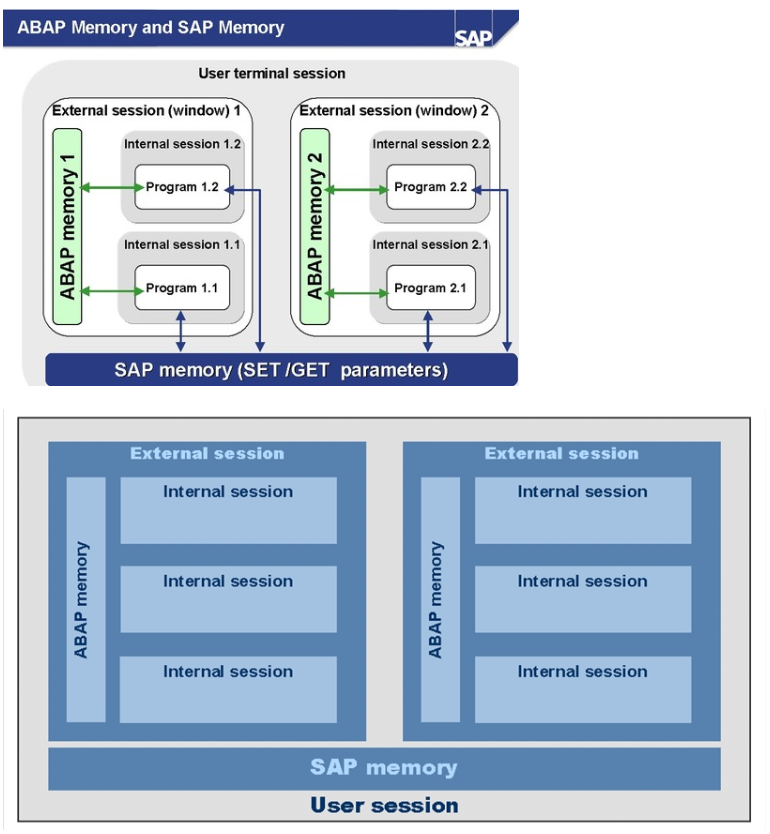 ABAP Memory and SAP Memory
SAP
User terminal session
External session (window) 1
External session (window) 2
ABAP memory 1
Internal session 1.2
Program 1.2
Internal session 1.1
Program 1.1
ABAP memory 2
Internal session 2.2
Program 2.2
Internal session 2.1
Program 2.1
SAP memory (SET /GET parameters)
External session
ABAP memory
Internal session
Internal session
Internal session
External session
ABAP memory
Internal session
Internal session
Internal session
SAP memory
User session